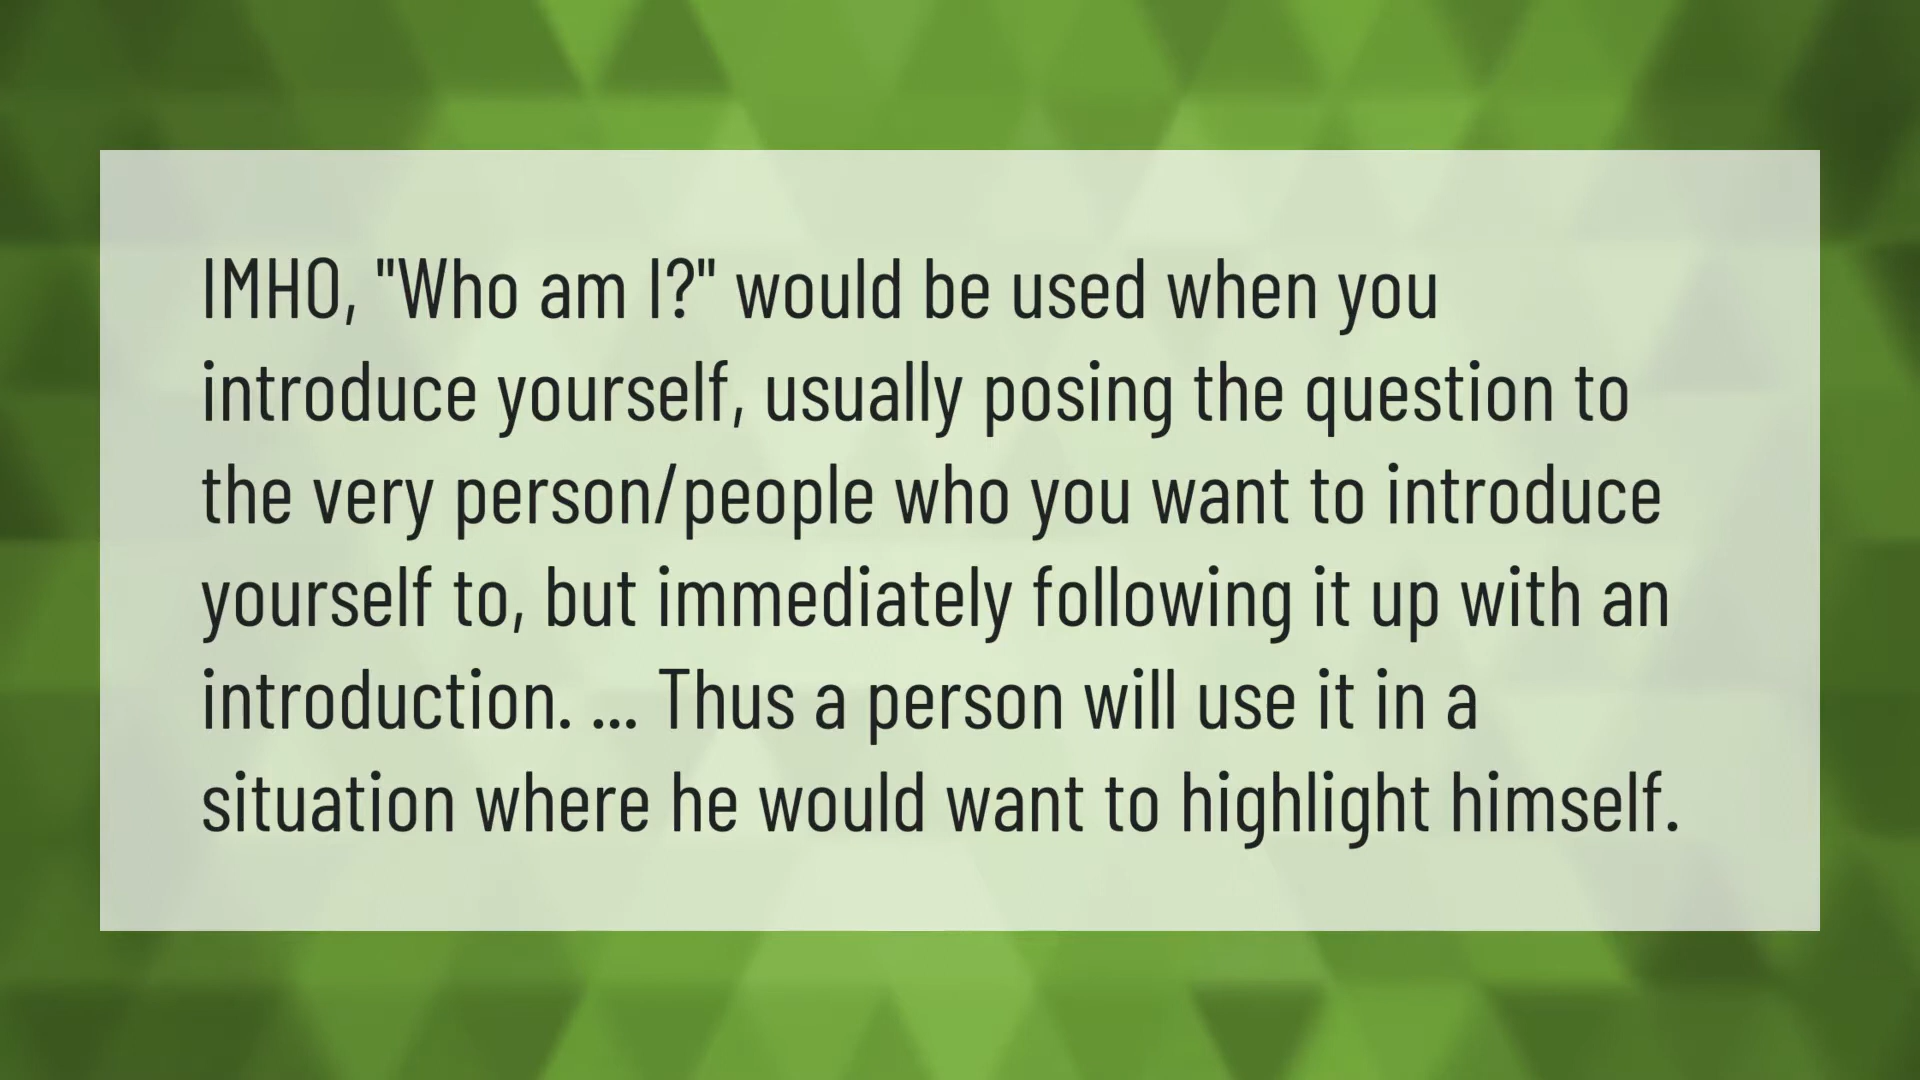 IMHO, "Who am I?" would be used when you
introduce yourself, usually posing the question to
the very person/people who you want to introduce
yourself to, but immediately following it up with an
introduction. ... Thus a person will use it in a
situation where he would want to highlight himself.